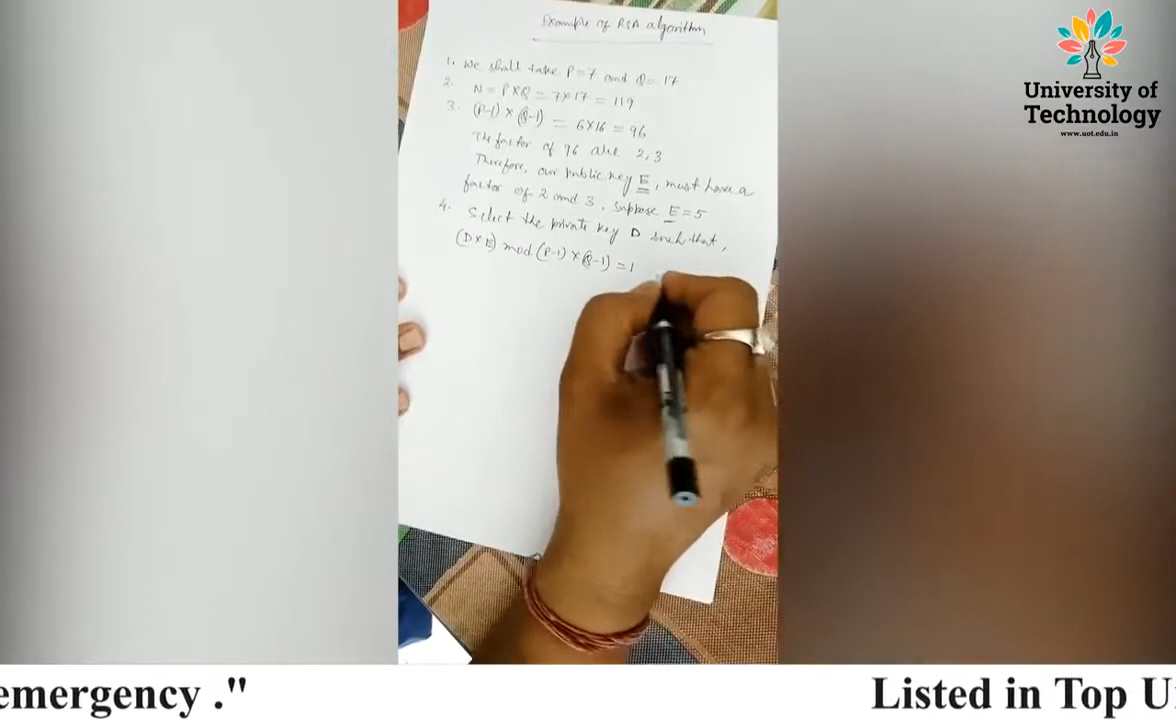 Example of RSA algorithm
1. We shall take P=7 and Q=17
2. N = P×Q = 7×17 = 119
3. (P-1) × (Q-1) = 6×16 = 96
The factor of 96 are 2,3
Therefore, our public key E, must have a
factor of 2 and 3, suppose E=5
4. Select the private key D such that,
(D×E) mod (P-1) × (Q-1) = 1
University of
Technology
www.uot.edu.in
emergency ."
Listed in Top U